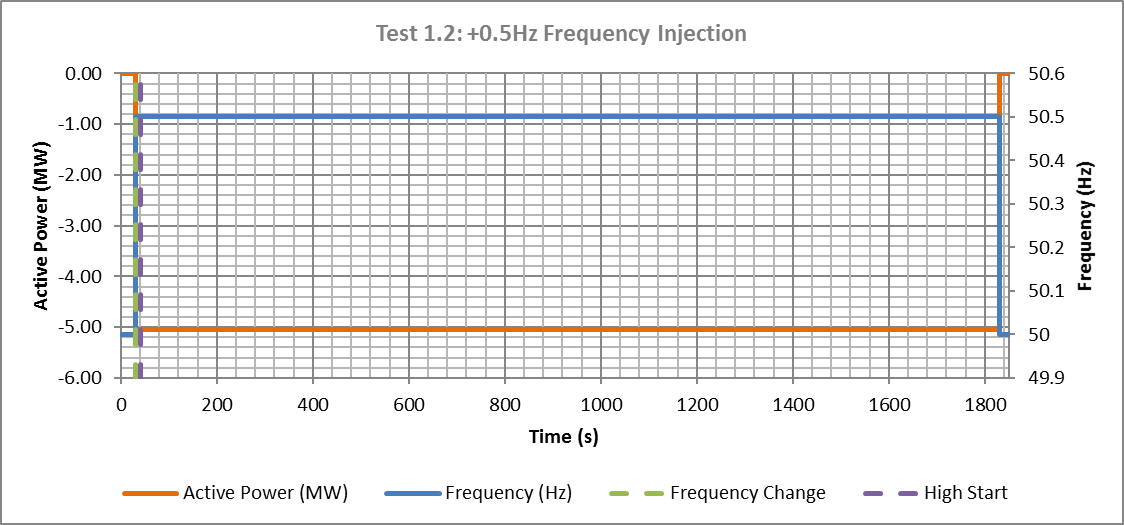 Test 1.2: +0.5Hz Frequency Injection
0.00
-1.00
-2.00
-3.00
-4.00
-5.00
-6.00
Active Power (MW)
50.6
50.5
50.4
50.3
50.2
50.1
50
49.9
Frequency (Hz)
0 200 400 600 800 1000 1200 1400 1600 1800
Time (s)
Active Power (MW) Frequency (Hz) Frequency Change High Start